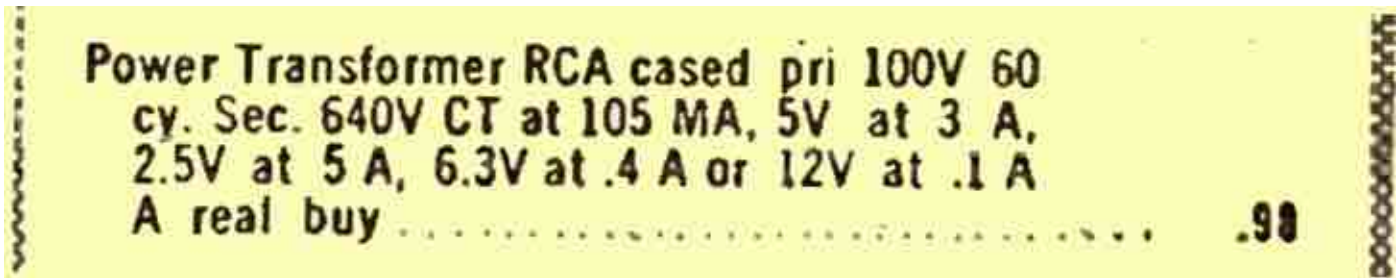 Power Transformer RCA cased pri 100V 60
cy. Sec. 640V CT at 105 MA, 5V at 3 A,
2.5V at 5 A, 6.3V at .4 A or 12V at .1 A
A real buy .............................. .98